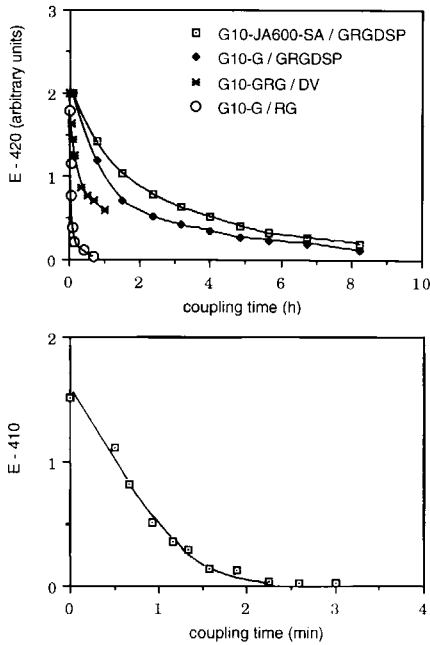 E - 420 (arbitrary units)
3
2
1
0
G10-JA600-SA / GRGDSP
G10-G / GRGDSP
G10-GRG / DV
G10-G / RG
0
2
4
6
8
10
coupling time (h)
E - 410
2
1
0
0
1
2
3
4
coupling time (min)